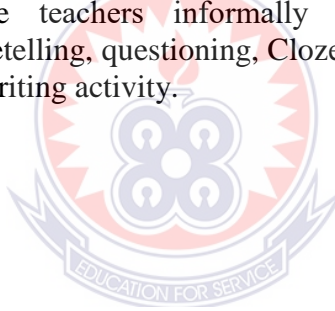 e teachers informally
etelling, questioning, Cloze
riting activity.
EDUCATION FOR SERVICE